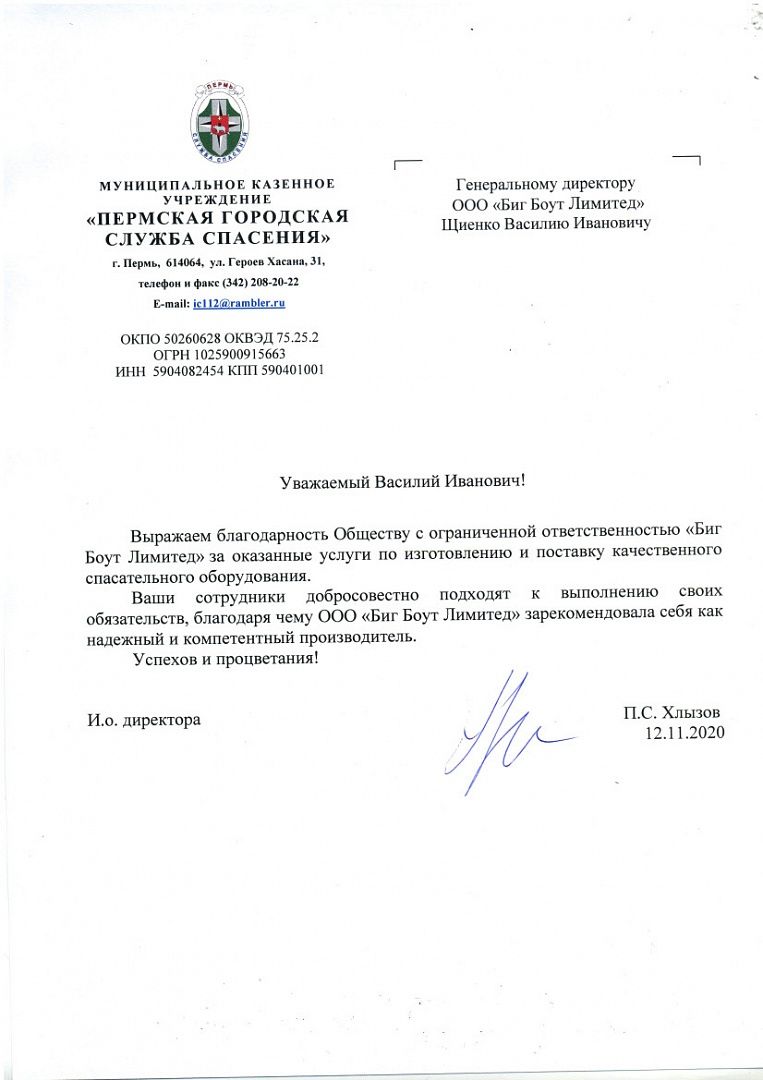 ПЕРМЬ
СЛУЖБА СПАСЕНИЯ
МУНИЦИПАЛЬНОЕ КАЗЕННОЕ
УЧРЕЖДЕНИЕ
«ПЕРМСКАЯ ГОРОДСКАЯ
СЛУЖБА СПАСЕНИЯ»
г. Пермь, 614064, ул. Героев Хасана, 31,
телефон и факс (342) 208-20-22
E-mail: ic112@rambler.ru
ОКПО 50260628 ОКВЭД 75.25.2
ОГРН 1025900915663
ИНН 5904082454 КПП 590401001
Генеральному директору
ООО «Биг Боут Лимитед»
Щиенко Василию Ивановичу
Уважаемый Василий Иванович!
Выражаем благодарность Обществу с ограниченной ответственностью «Биг
Боут Лимитед» за оказанные услуги по изготовлению и поставку качественного
спасательного оборудования.
Ваши сотрудники добросовестно подходят к выполнению своих
обязательств, благодаря чему ООО «Биг Боут Лимитед» зарекомендовала себя как
надежный и компетентный производитель.
Успехов и процветания!
И.о. директора
П.С. Хлызов
12.11.2020